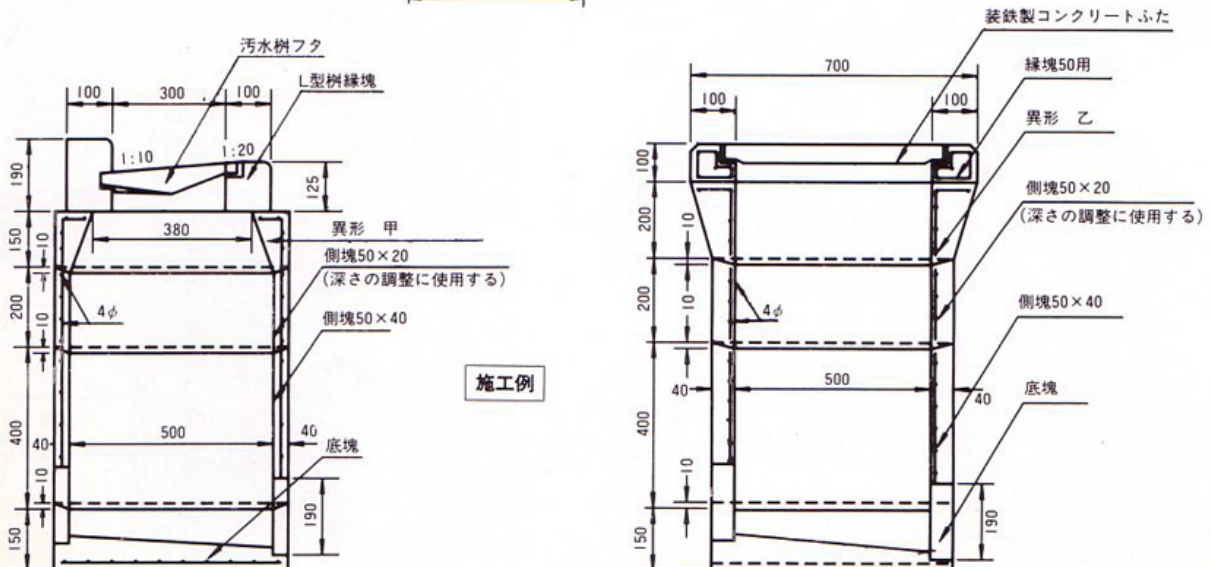 汚水桝フタ
L型桝縁塊
100
300
100
1:10
1:20
190
125
150
10
380
異形 甲
側塊50×20
(深さの調整に使用する)
200
10
4φ
側塊50×40
400
40
500
40
底塊
10
190
150
施工例
装鉄製コンクリートふた
700
縁塊50用
100
100
異形 乙
100
側塊50×20
(深さの調整に使用する)
200
10
200
10
4φ
側塊50×40
40
500
40
底塊
400
10
190
150